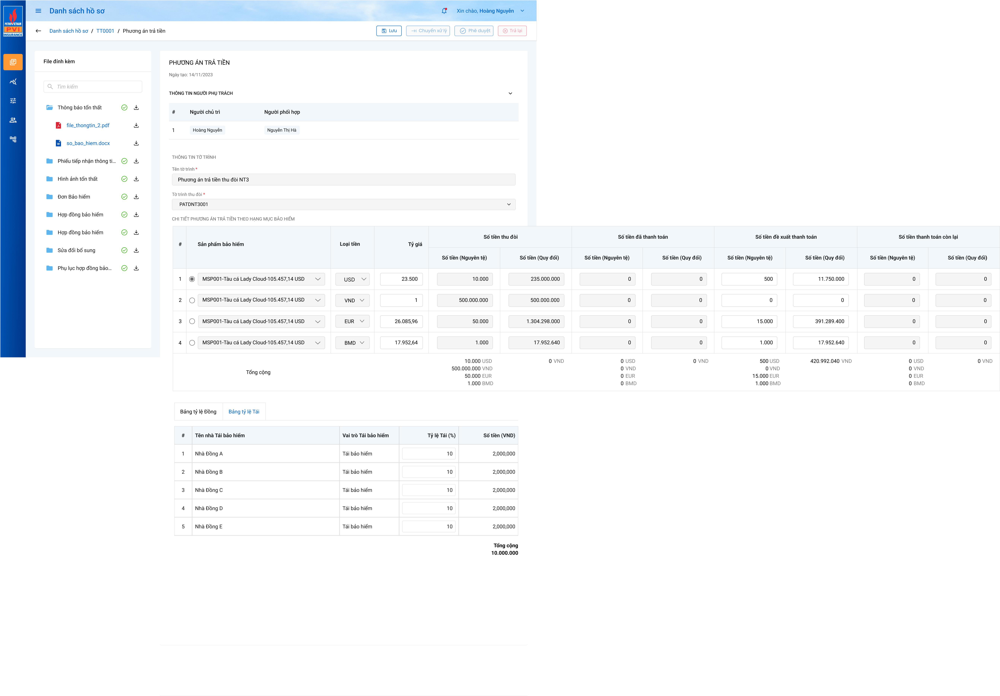 PETROVIETNAM
PVI
INSURANCE
Danh sách hồ sơ
Xin chào, Hoàng Nguyễn
Danh sách hồ sơ / TT0001 / Phương án trả tiền
Lưu
Chuyển xử lý
Phê duyệt
Trả lại
File đính kèm
Tìm kiếm
Thông báo tổn thất
file_thongtin_2.pdf
so_bao_hiem.docx
Phiếu tiếp nhận thông ti...
Hình ảnh tổn thất
Đơn Bảo hiểm
Hợp đồng bảo hiểm
Hợp đồng bảo hiểm
Sửa đổi bổ sung
Phụ lục hợp đồng bảo...
PHƯƠNG ÁN TRẢ TIỀN
Ngày tạo: 14/11/2023
THÔNG TIN NGƯỜI PHỤ TRÁCH
# Người chủ trì Người phối hợp
1 Hoàng Nguyễn Nguyễn Thị Hà
THÔNG TIN TỜ TRÌNH
Tên tờ trình *
Phương án trả tiền thu đòi NT3
Tờ trình thu đòi *
PATDNT3001
CHI TIẾT PHƯƠNG ÁN TRẢ TIỀN THEO HẠNG MỤC BẢO HIỂM
# Sản phẩm bảo hiểm Loại tiền Tỷ giá Số tiền thu đòi Số tiền đã thanh toán Số tiền đề xuất thanh toán Số tiền thanh toán còn lại
Số tiền (Nguyên tệ) Số tiền (Quy đổi) Số tiền (Nguyên tệ) Số tiền (Quy đổi) Số tiền (Nguyên tệ) Số tiền (Quy đổi) Số tiền (Nguyên tệ) Số tiền (Quy đổi)
1 MSP001-Tàu cá Lady Cloud-105.457,14 USD USD 23.500 10.000 235.000.000 0 0 500 11.750.000 0 0
2 MSP001-Tàu cá Lady Cloud-105.457,14 USD VND 1 500.000.000 500.000.000 0 0 0 0 0 0
3 MSP001-Tàu cá Lady Cloud-105.457,14 USD EUR 26.085,96 50.000 1.304.298.000 0 0 15.000 391.289.400 0 0
4 MSP001-Tàu cá Lady Cloud-105.457,14 USD BMD 17.952,64 1.000 17.952.640 0 0 1.000 17.952.640 0 0
Tổng cộng
10.000 USD 0 VND 0 USD 0 VND 500 USD 420.992.040 VND 0 USD 0 VND
500.000.000 VND 0 VND 0 VND 0 VND
50.000 EUR 0 EUR 15.000 EUR 0 EUR
1.000 BMD 0 BMD 1.000 BMD 0 BMD
Bảng tỷ lệ Đồng Bảng tỷ lệ Tái
# Tên nhà Tái bảo hiểm Vai trò Tái bảo hiểm Tỷ lệ Tái (%) Số tiền (VND)
1 Nhà Đồng A Tái bảo hiểm 10 2,000,000
2 Nhà Đồng B Tái bảo hiểm 10 2,000,000
3 Nhà Đồng C Tái bảo hiểm 10 2,000,000
4 Nhà Đồng D Tái bảo hiểm 10 2,000,000
5 Nhà Đồng E Tái bảo hiểm 10 2,000,000
Tổng cộng
10.000.000